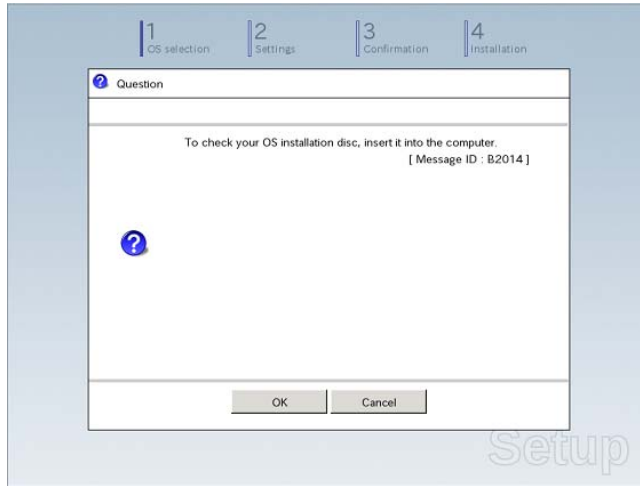 1
OS selection
2
Settings
3
Confirmation
4
Installation
Question
To check your OS installation disc, insert it into the computer.
[ Message ID : B2014 ]
OK
Cancel
Setup